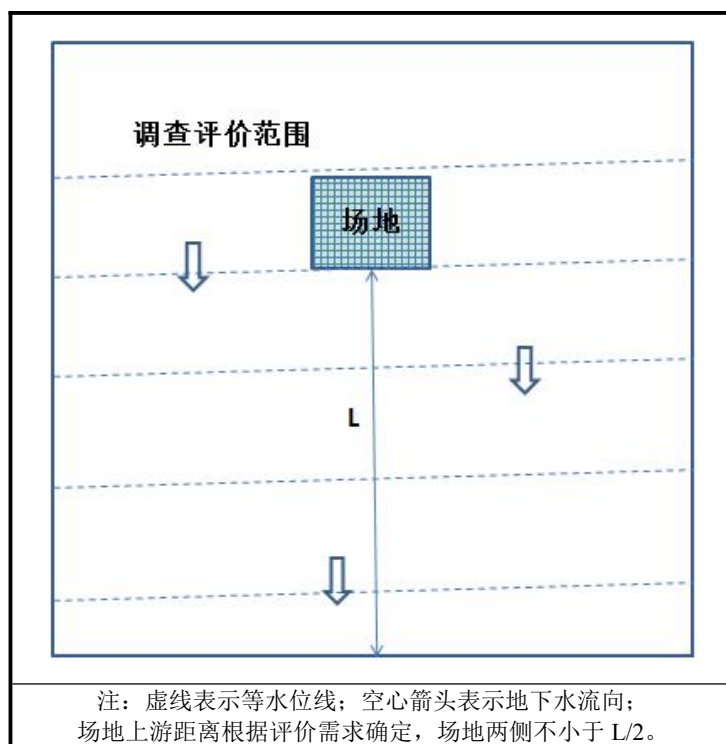 调查评价范围
场地
L
注：虚线表示等水位线；空心箭头表示地下水流向；
场地上游距离根据评价需求确定，场地两侧不小于 L/2。